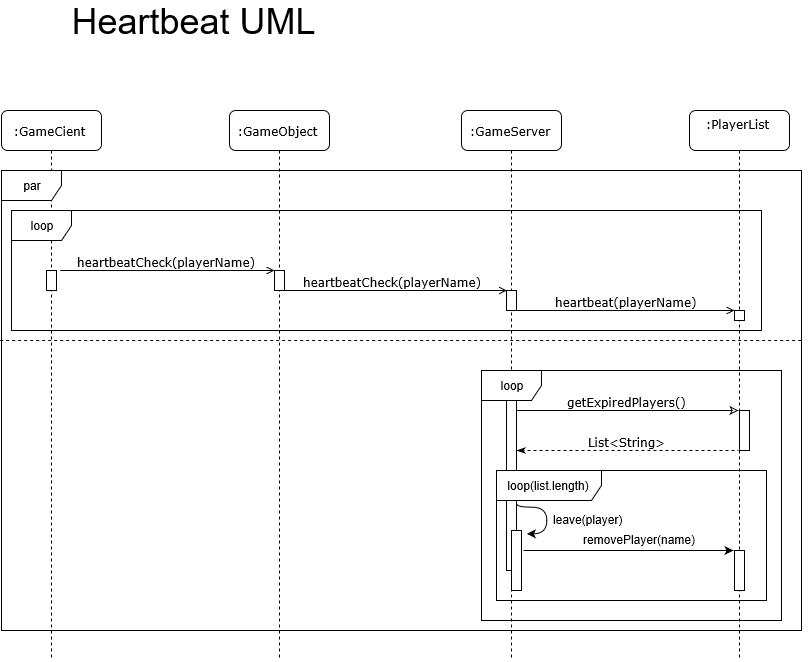 Heartbeat UML
:GameCient
:GameObject
:GameServer
:PlayerList
par
loop
heartbeatCheck(playerName)
heartbeatCheck(playerName)
heartbeat(playerName)
loop
getExpiredPlayers()
List<String>
loop(list.length)
leave(player)
removePlayer(name)